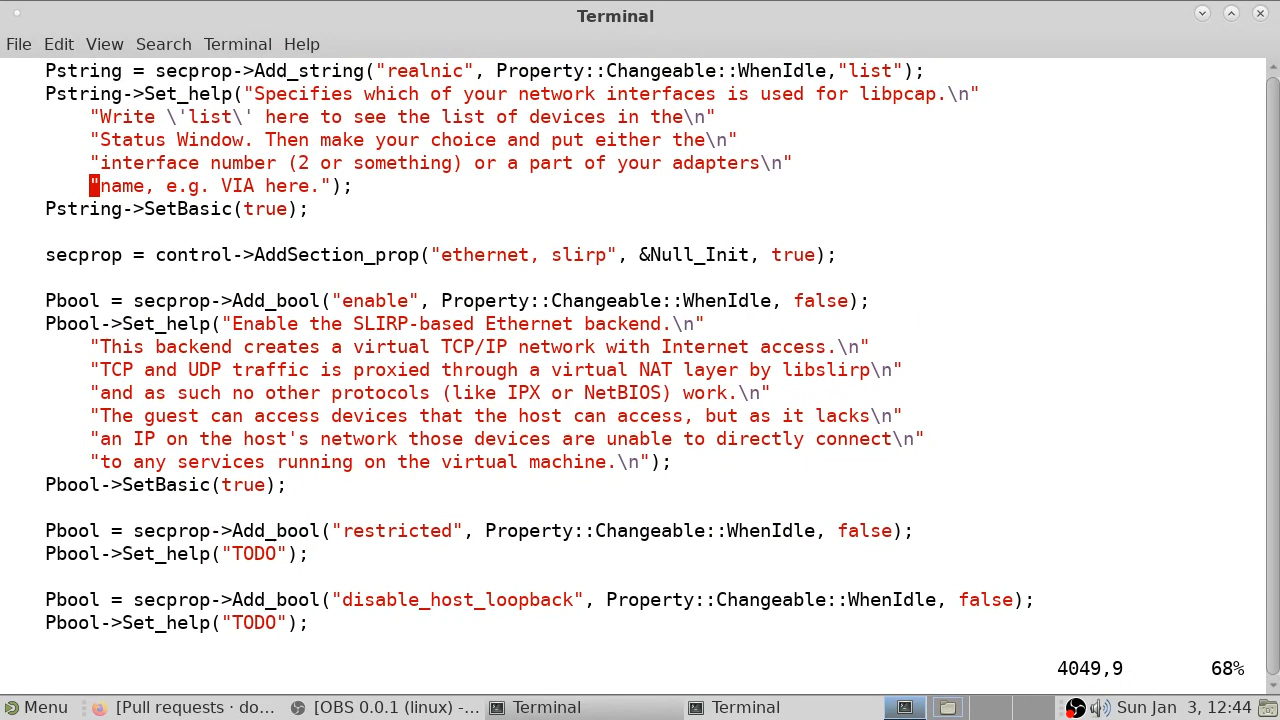 Terminal
File Edit View Search Terminal Help
Pstring = secprop->Add_string("realnic", Property::Changeable::WhenIdle,"list");
Pstring->Set_help("Specifies which of your network interfaces is used for libpcap.\n"
"Write \'list\' here to see the list of devices in the\n"
"Status Window. Then make your choice and put either the\n"
"interface number (2 or something) or a part of your adapters\n"
"name, e.g. VIA here.");
Pstring->SetBasic(true);
secprop = control->AddSection_prop("ethernet, slirp", &Null_Init, true);
Pbool = secprop->Add_bool("enable", Property::Changeable::WhenIdle, false);
Pbool->Set_help("Enable the SLIRP-based Ethernet backend.\n"
"This backend creates a virtual TCP/IP network with Internet access.\n"
"TCP and UDP traffic is proxied through a virtual NAT layer by libslirp\n"
"and as such no other protocols (like IPX or NetBIOS) work.\n"
"The guest can access devices that the host can access, but as it lacks\n"
"an IP on the host's network those devices are unable to directly connect\n"
"to any services running on the virtual machine.\n");
Pbool->SetBasic(true);
Pbool = secprop->Add_bool("restricted", Property::Changeable::WhenIdle, false);
Pbool->Set_help("TODO");
Pbool = secprop->Add_bool("disable_host_loopback", Property::Changeable::WhenIdle, false);
Pbool->Set_help("TODO");
4049,9 68%
Menu [Pull requests · do... [OBS 0.0.1 (linux) -... Terminal Terminal Sun Jan 3, 12:44